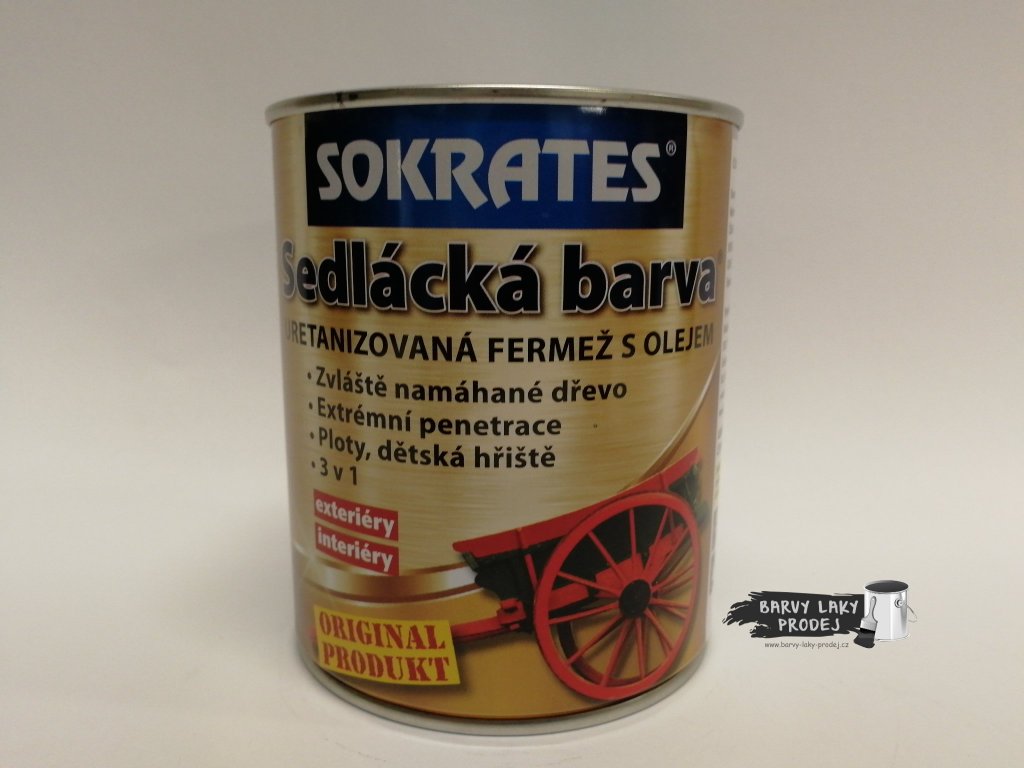 SOKRATES®
Sedlácká barva
URETANIZOVANÁ FERMEŽ S OLEJEM
• Zvláště namáhané dřevo
• Extrémní penetrace
• Ploty, dětská hřiště
• 3 v 1
exteriéry
interiéry
ORIGINAL
PRODUKT
BARVY LAKY
PRODEJ
www.barvy-laky-prodej.cz